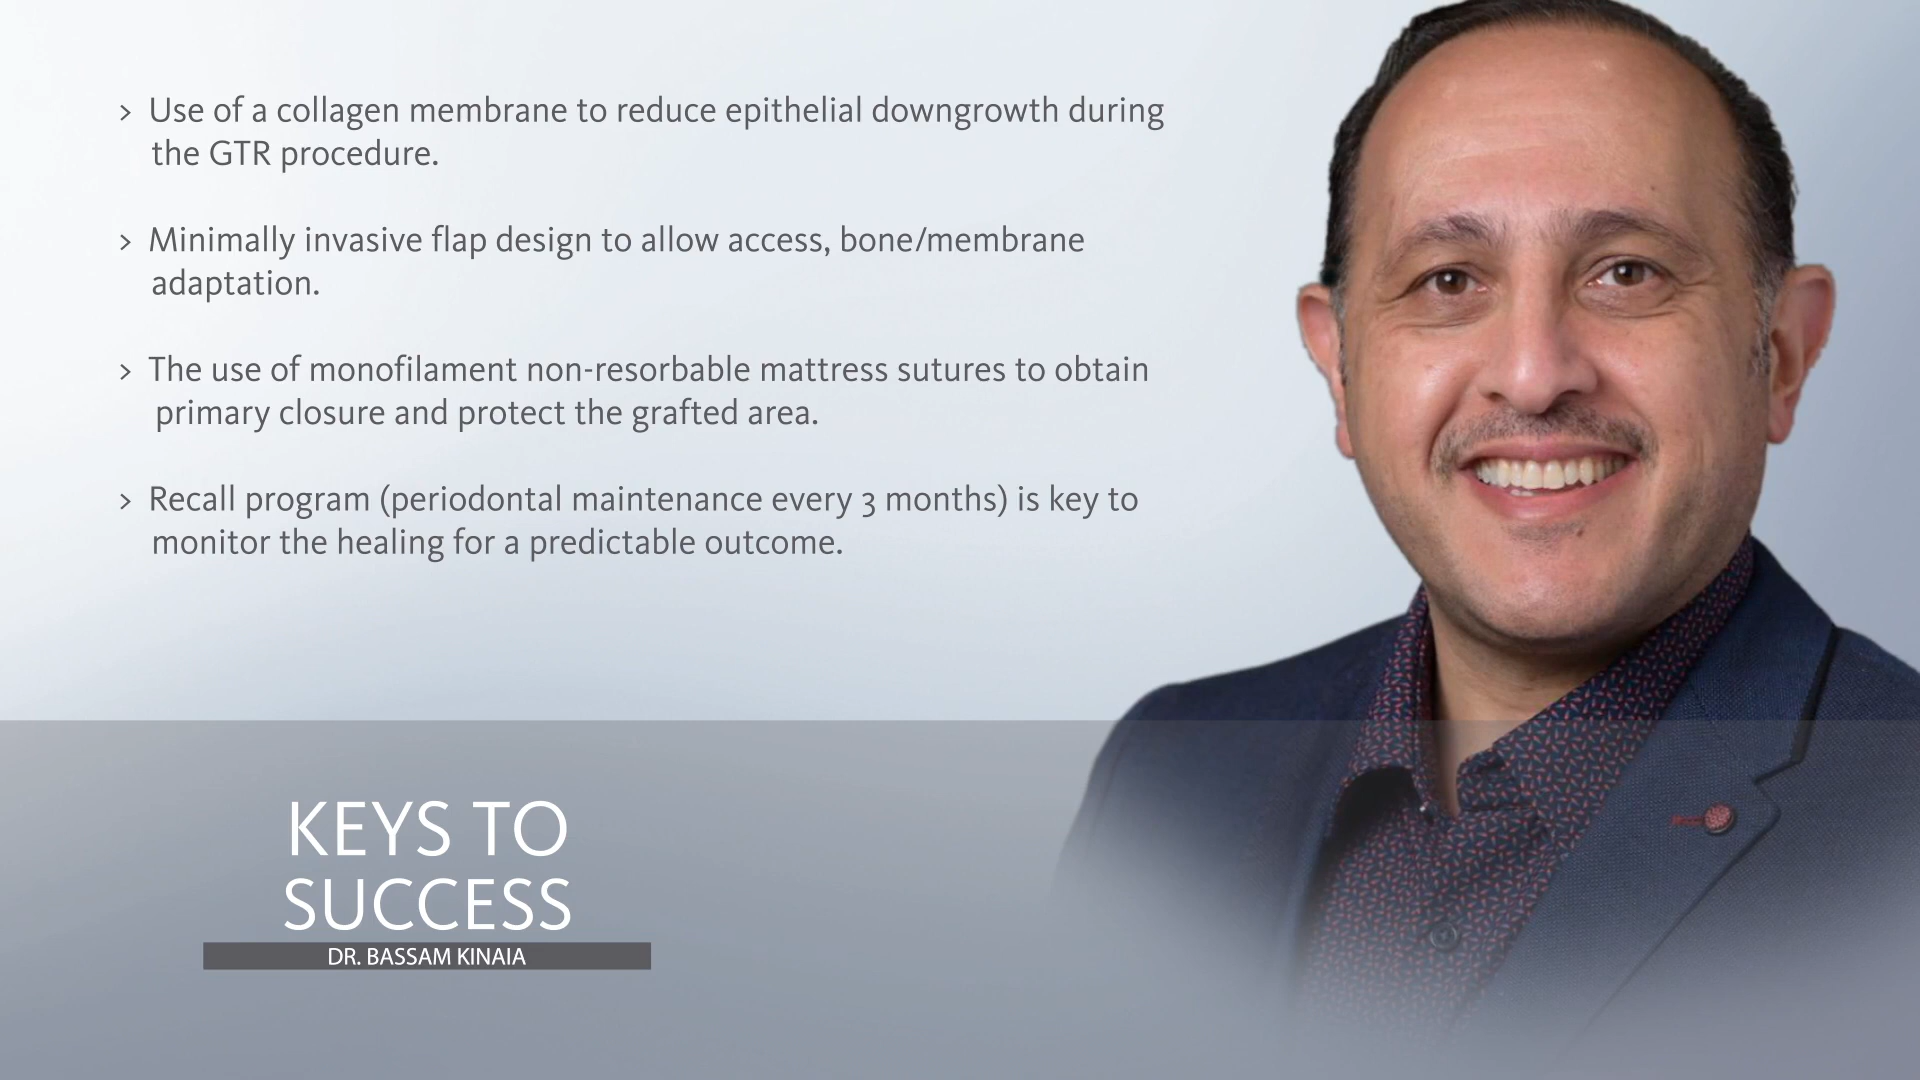 > Use of a collagen membrane to reduce epithelial downgrowth during
the GTR procedure.
> Minimally invasive flap design to allow access, bone/membrane
adaptation.
> The use of monofilament non-resorbable mattress sutures to obtain
primary closure and protect the grafted area.
> Recall program (periodontal maintenance every 3 months) is key to
monitor the healing for a predictable outcome.
KEYS TO
SUCCESS
DR. BASSAM KINAIA